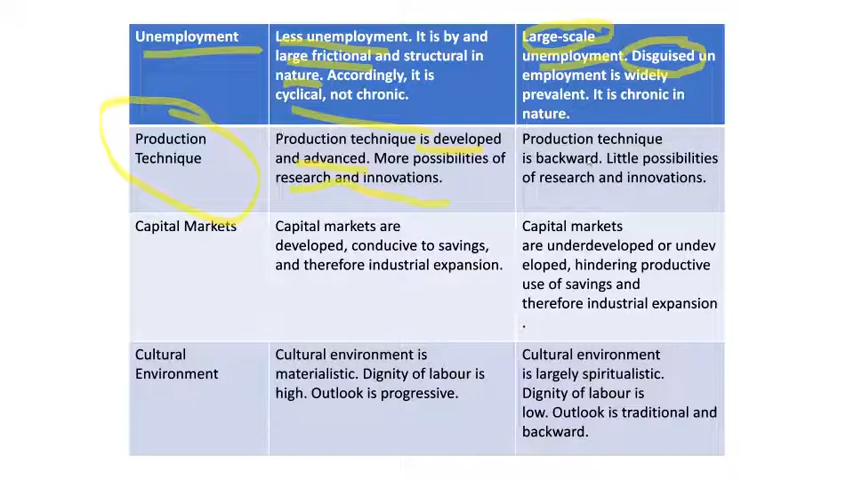 Unemployment
Less unemployment. It is by and
large frictional and structural in
nature. Accordingly, it is
cyclical, not chronic.
Large-scale
unemployment. Disguised un
employment is widely
prevalent. It is chronic in
nature.
Production
Technique
Production technique is developed
and advanced. More possibilities of
research and innovations.
Production technique
is backward. Little possibilities
of research and innovations.
Capital Markets
Capital markets are
developed, conducive to savings,
and therefore industrial expansion.
Capital markets
are underdeveloped or undev
eloped, hindering productive
use of savings and
therefore industrial expansion
.
Cultural
Environment
Cultural environment is
materialistic. Dignity of labour is
high. Outlook is progressive.
Cultural environment
is largely spiritualistic.
Dignity of labour is
low. Outlook is traditional and
backward.